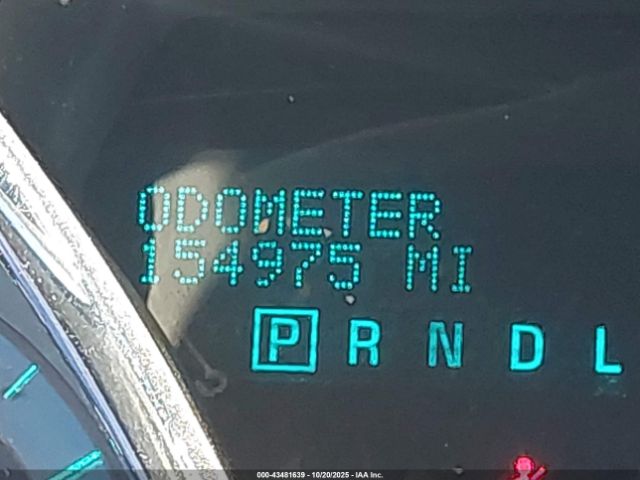 ODOMETER
154975 MI
P R N D L
000-43481639 - 10/20/2025 - IAA Inc.